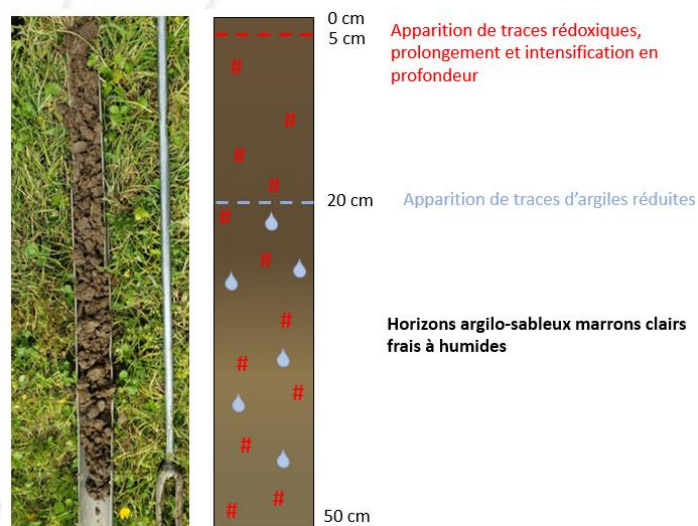 0 cm
5 cm
Apparition de traces rédoxiques,
prolongement et intensification en
profondeur
#
#
#
#
20 cm
Apparition de traces d'argiles réduites
#
#
#
Horizons argilo-sableux marrons clairs
frais à humides
#
#
#
#
#
50 cm